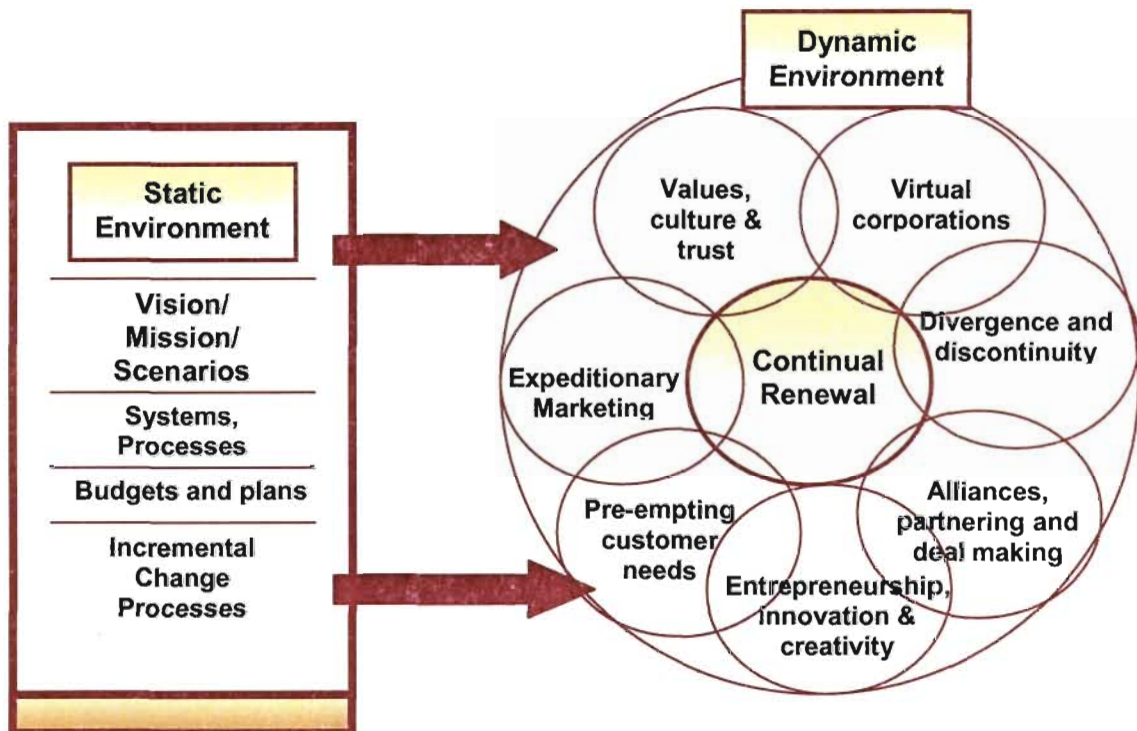 Static
Environment
Vision/
Mission/
Scenarios
Systems,
Processes
Budgets and plans
Incremental
Change
Processes
Dynamic
Environment
Values,
culture &
trust
Virtual
corporations
Divergence and
discontinuity
Alliances,
partnering and
deal making
Entrepreneurship,
innovation &
creativity
Pre-empting
customer
needs
Expeditionary
Marketing
Continual
Renewal